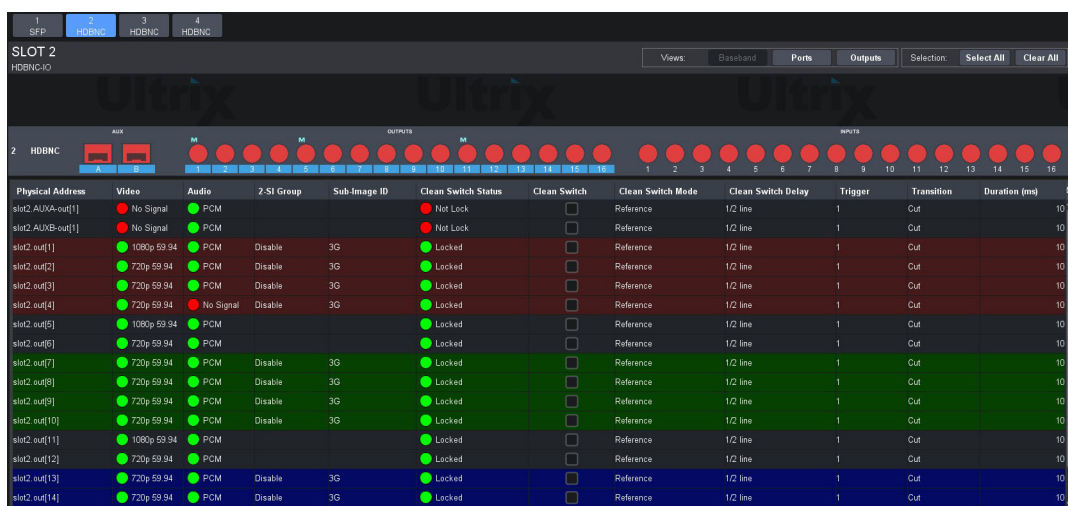 1 2 3 4
SFP HDBNC HDBNC HDBNC
SLOT 2
HDBNC-IO
Views: Baseband Ports Outputs Selection: Select All Clear All
Ultrix Ultrix Ultrix
AUX OUTPUTS INPUTS
M M M
2 HDBNC
A B 1 2 3 4 5 6 7 8 9 10 11 12 13 14 15 16 1 2 3 4 5 6 7 8 9 10 11 12 13 14 15 16
Physical Address Video Audio 2-SI Group Sub-Image ID Clean Switch Status Clean Switch Clean Switch Mode Clean Switch Delay Trigger Transition Duration (ms)
slot2.AUXA-out[1] No Signal PCM Not Lock Reference 1/2 line 1 Cut 10
slot2.AUXB-out[1] No Signal PCM Not Lock Reference 1/2 line 1 Cut 10
slot2.out[1] 1080p 59.94 PCM Disable 3G Locked Reference 1/2 line 1 Cut 10
slot2.out[2] 720p 59.94 PCM Disable 3G Locked Reference 1/2 line 1 Cut 10
slot2.out[3] 720p 59.94 PCM Disable 3G Locked Reference 1/2 line 1 Cut 10
slot2.out[4] 720p 59.94 No Signal Disable 3G Locked Reference 1/2 line 1 Cut 10
slot2.out[5] 1080p 59.94 PCM Locked Reference 1/2 line 1 Cut 10
slot2.out[6] 720p 59.94 PCM Locked Reference 1/2 line 1 Cut 10
slot2.out[7] 720p 59.94 PCM Disable 3G Locked Reference 1/2 line 1 Cut 10
slot2.out[8] 720p 59.94 PCM Disable 3G Locked Reference 1/2 line 1 Cut 10
slot2.out[9] 720p 59.94 PCM Disable 3G Locked Reference 1/2 line 1 Cut 10
slot2.out[10] 720p 59.94 PCM Disable 3G Locked Reference 1/2 line 1 Cut 10
slot2.out[11] 1080p 59.94 PCM Locked Reference 1/2 line 1 Cut 10
slot2.out[12] 720p 59.94 PCM Locked Reference 1/2 line 1 Cut 10
slot2.out[13] 720p 59.94 PCM Disable 3G Locked Reference 1/2 line 1 Cut 10
slot2.out[14] 720p 59.94 PCM Disable 3G Locked Reference 1/2 line 1 Cut 10